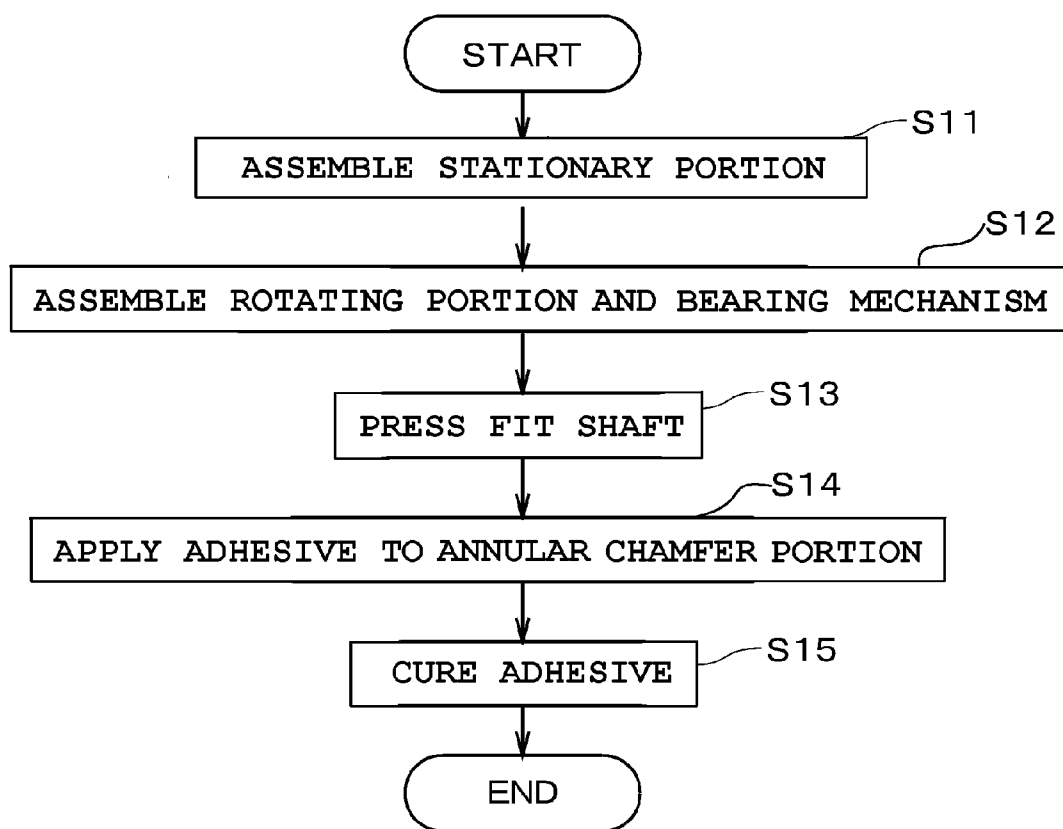 START
S11
ASSEMBLE STATIONARY PORTION
S12
ASSEMBLE ROTATING PORTION AND BEARING MECHANISM
S13
PRESS FIT SHAFT
S14
APPLY ADHESIVE TO ANNULAR CHAMFER PORTION
S15
CURE ADHESIVE
END